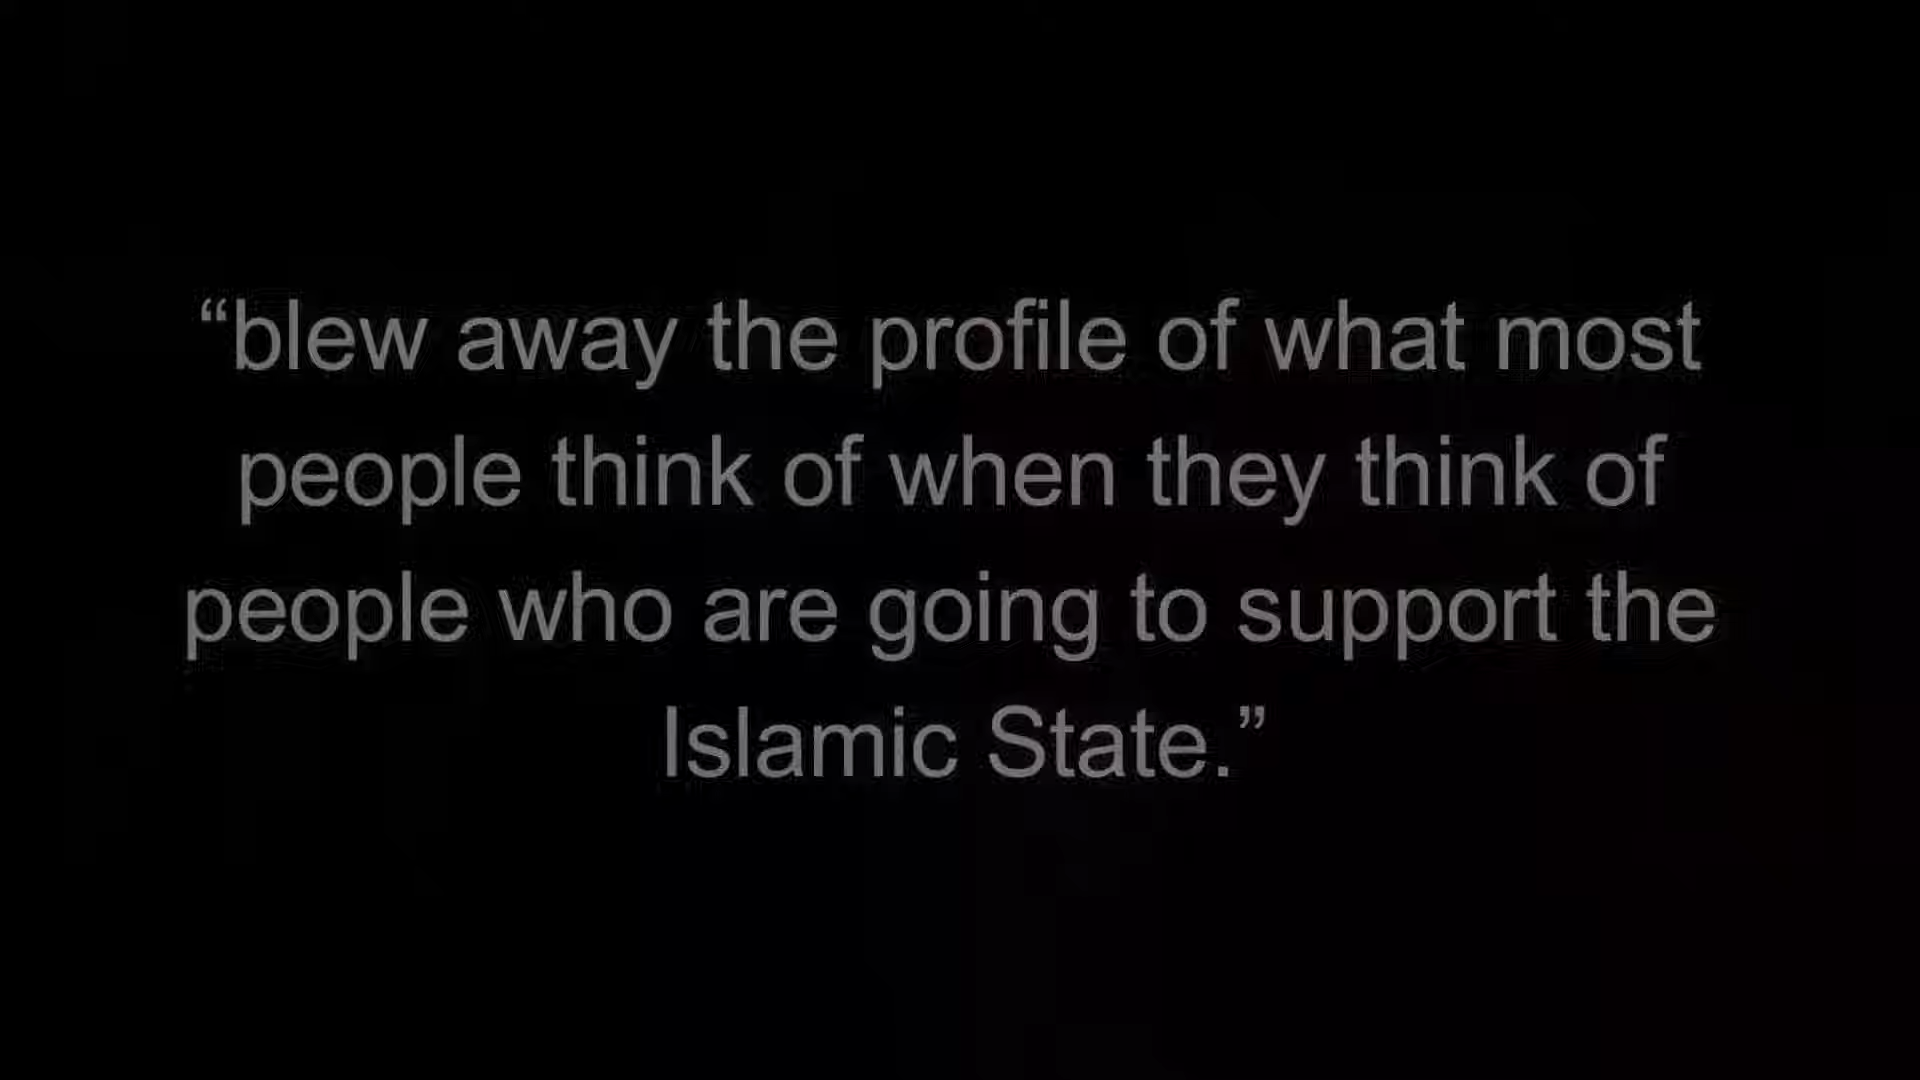 “blew away the profile of what most
people think of when they think of
people who are going to support the
Islamic State.”